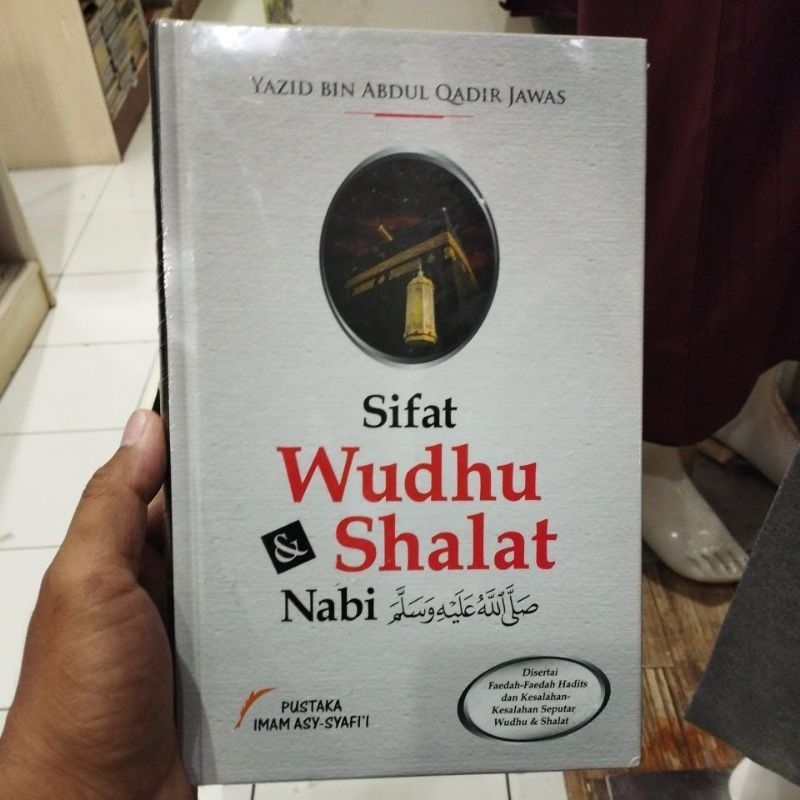 YAZID BIN ABDUL QADIR JAWAS
Sifat
Wudhu
& Shalat
Nabi صَلَّى اللَّهُ عَلَيْهِ وَسَلَّمَ
PUSTAKA
IMAM ASY-SYAFI'I
Disertai
Faedah-Faedah Hadits
dan Kesalahan-
Kesalahan Seputar
Wudhu & Shalat